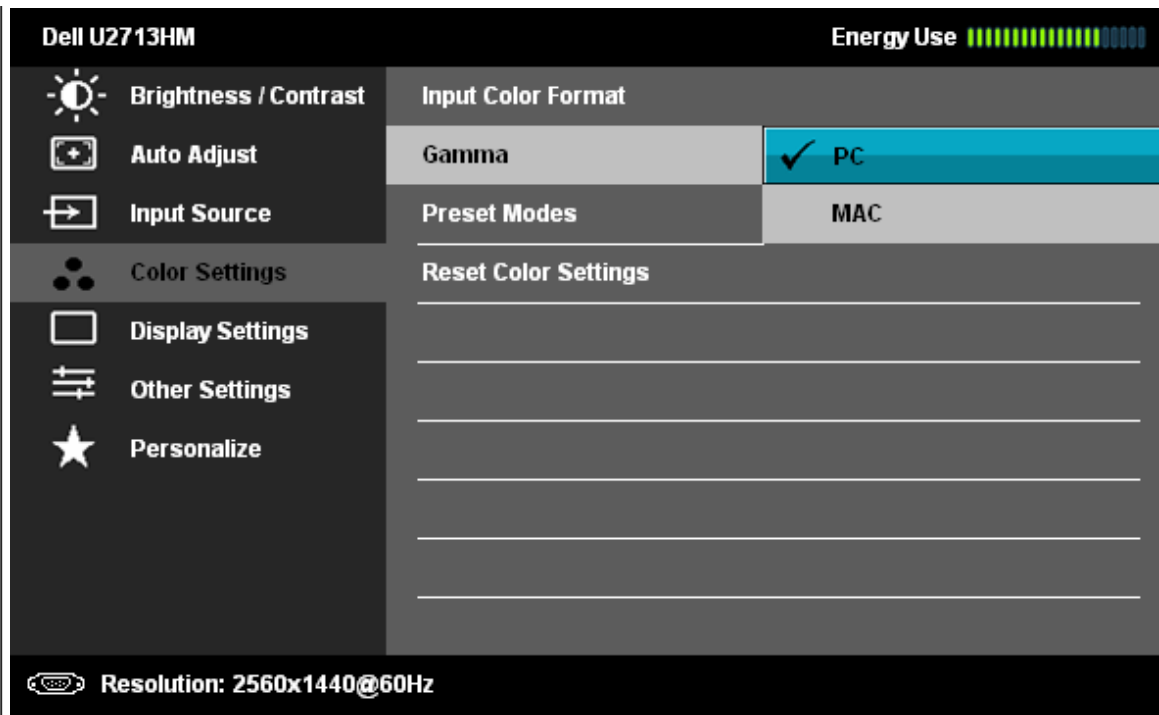 Dell U2713HM Energy Use
Brightness / Contrast Input Color Format
Auto Adjust Gamma PC
Input Source Preset Modes MAC
Color Settings Reset Color Settings
Display Settings
Other Settings
Personalize
Resolution: 2560x1440@60Hz